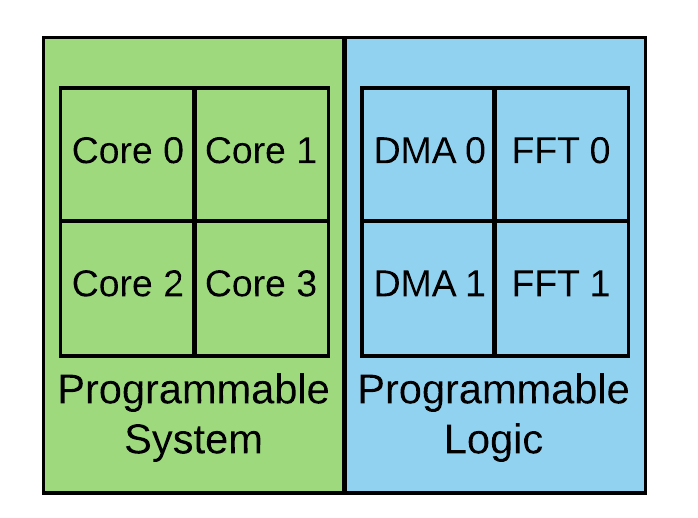 Core 0 Core 1
Core 2 Core 3
Programmable
System
DMA 0 FFT 0
DMA 1 FFT 1
Programmable
Logic